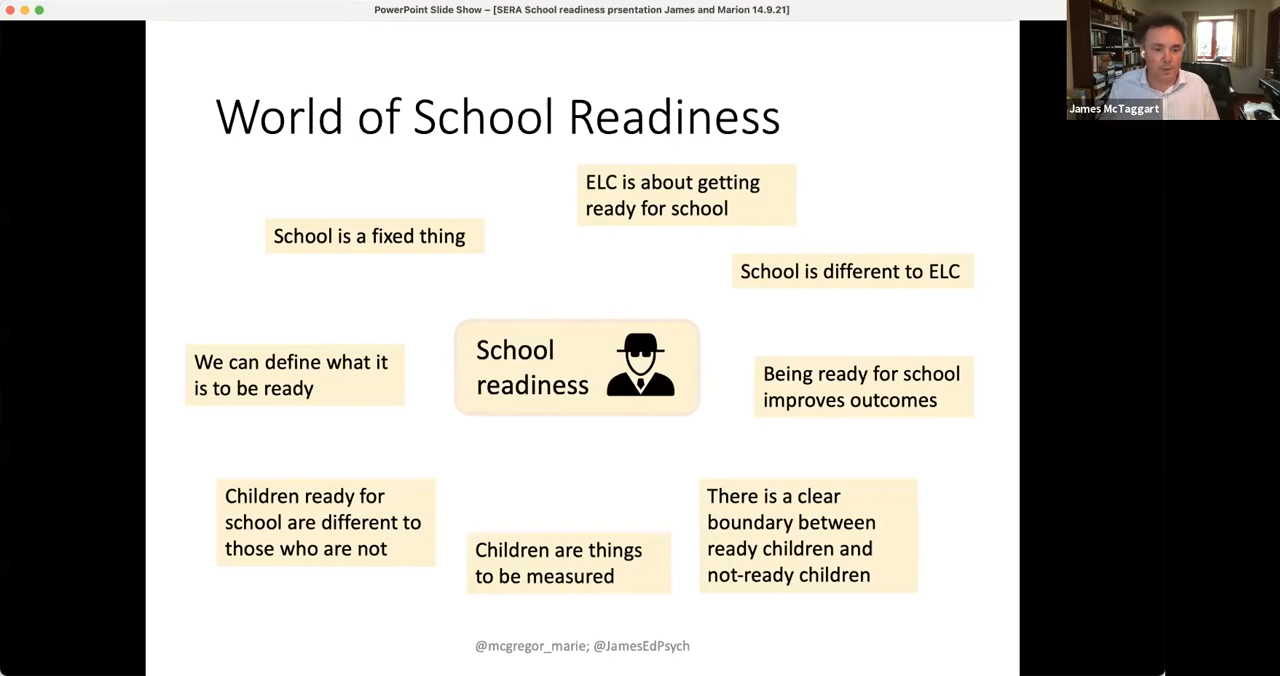 PowerPoint Slide Show – [SERA School readiness prsentation James and Marion 14.9.21]
James McTaggart
World of School Readiness
ELC is about getting
ready for school
School is a fixed thing
School is different to ELC
School
readiness
We can define what it
is to be ready
Being ready for school
improves outcomes
Children ready for
school are different to
those who are not
Children are things
to be measured
There is a clear
boundary between
ready children and
not-ready children
@mcgregor_marie; @JamesEdPsych